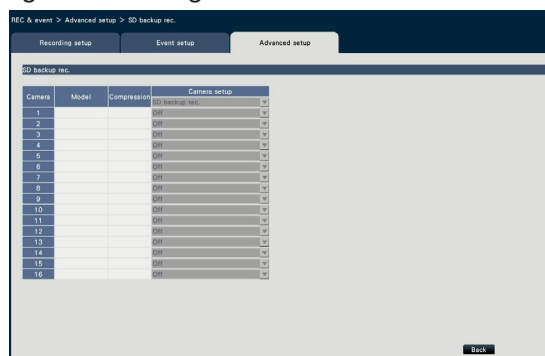 REC & event > Advanced setup > SD backup rec.
Recording setup Event setup Advanced setup
SD backup rec.
Camera Model Compression Camera setup
SD backup rec.
1 Off
2 Off
3 Off
4 Off
5 Off
6 Off
7 Off
8 Off
9 Off
10 Off
11 Off
12 Off
13 Off
14 Off
15 Off
16 Off
Back